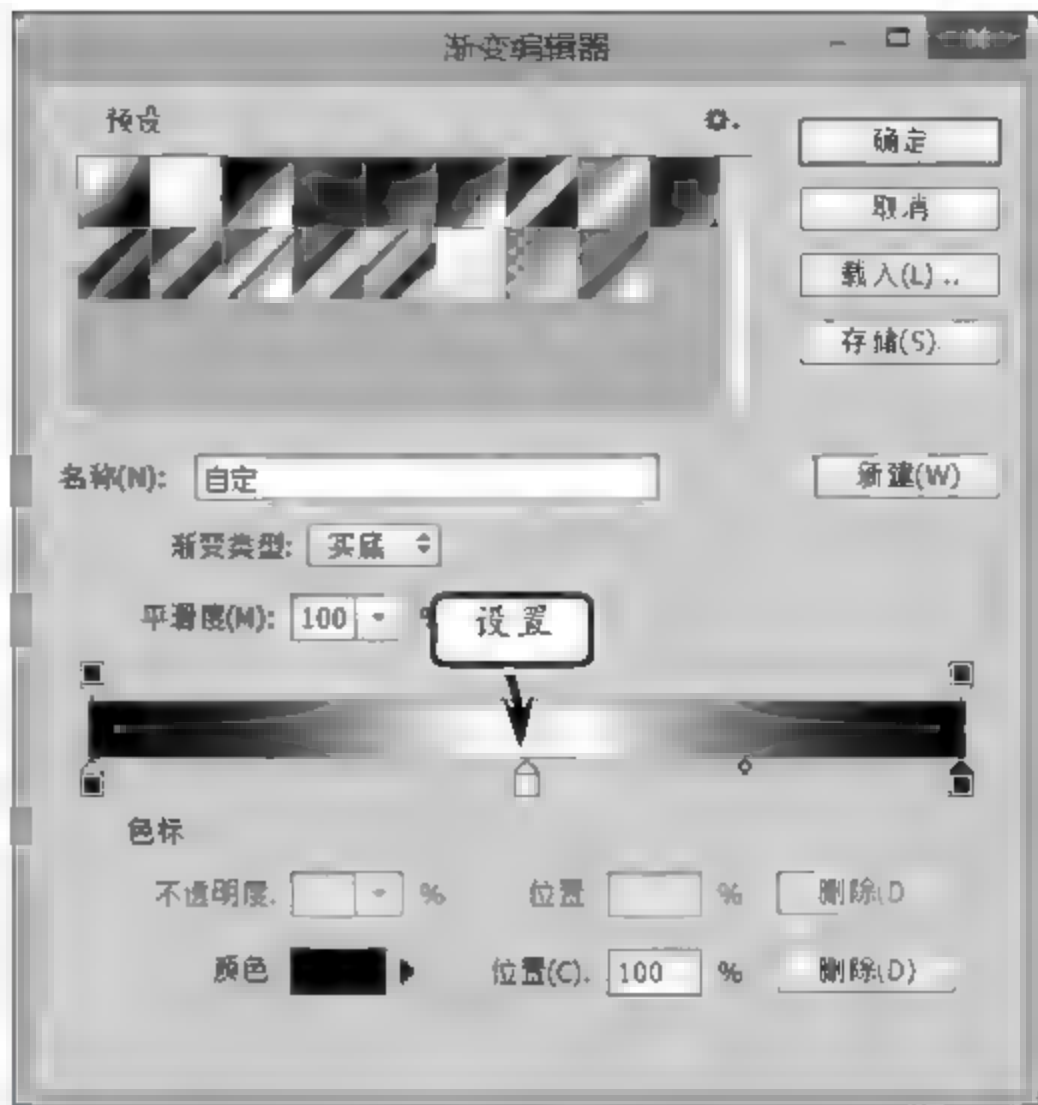 渐变编辑器
预设
确定
取消
载入(L)...
存储(S)...
名称(N): 自定
新建(W)
渐变类型: 实底
平滑度(M): 100 %
设置
色标
不透明度: % 位置 % 删除(D
颜色 位置(C): 100 % 删除(D)